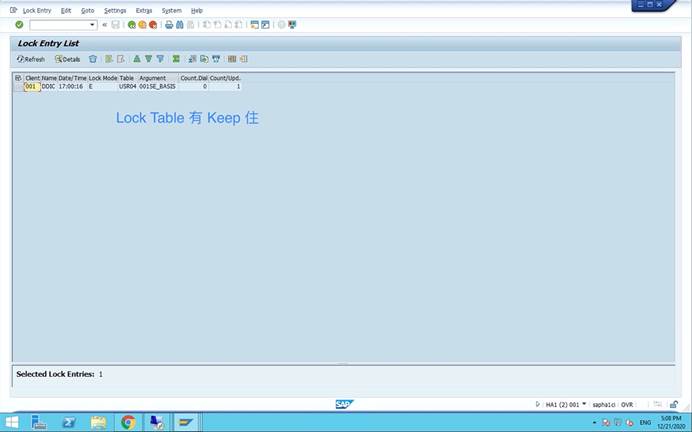 Lock Entry Edit Goto Settings Extras System Help
Lock Entry List
Refresh Details
Client Name Date/Time Lock Mode Table Argument Count.Dial Count/Upd.
001 DDIC 17:00:16 E USR04 001SE_BASIS 0 1
Lock Table 有 Keep 住
Selected Lock Entries: 1
SAP HA1 (2) 001 sapha1ci OVR
ENG 5:08 PM
12/21/2020